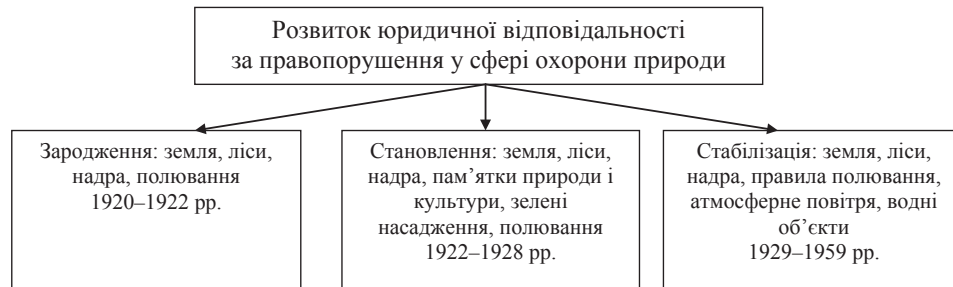 Розвиток юридичної відповідальності
за правопорушення у сфері охорони природи
Зародження: земля, ліси,
надра, полювання
1920–1922 рр.
Становлення: земля, ліси,
надра, пам’ятки природи і
культури, зелені
насадження, полювання
1922–1928 рр.
Стабілізація: земля, ліси,
надра, правила полювання,
атмосферне повітря, водні
об’єкти
1929–1959 рр.